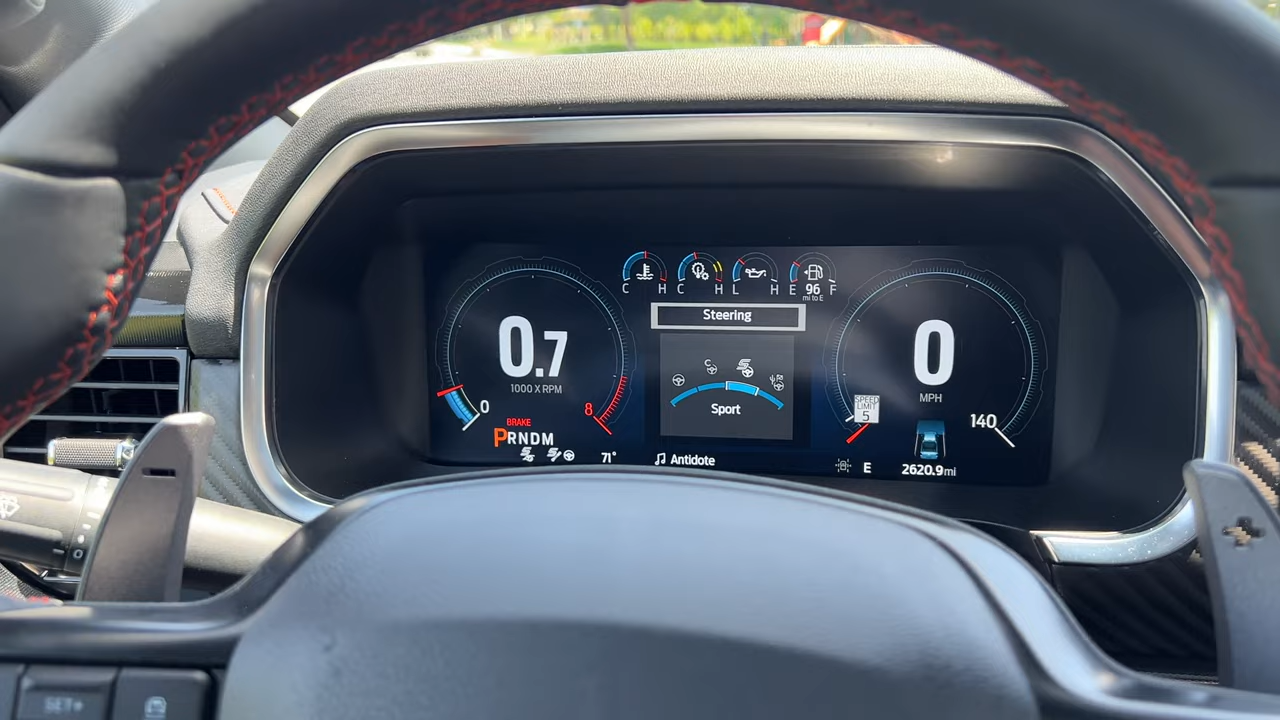 C H C H L H E 96 F
mi to E
Steering
0.7
1000 X RPM
0
MPH
Sport
SPEED
LIMIT
5
0
8
140
BRAKE
PRNDM
71°
Antidote
E
2620.9mi
0
SET+